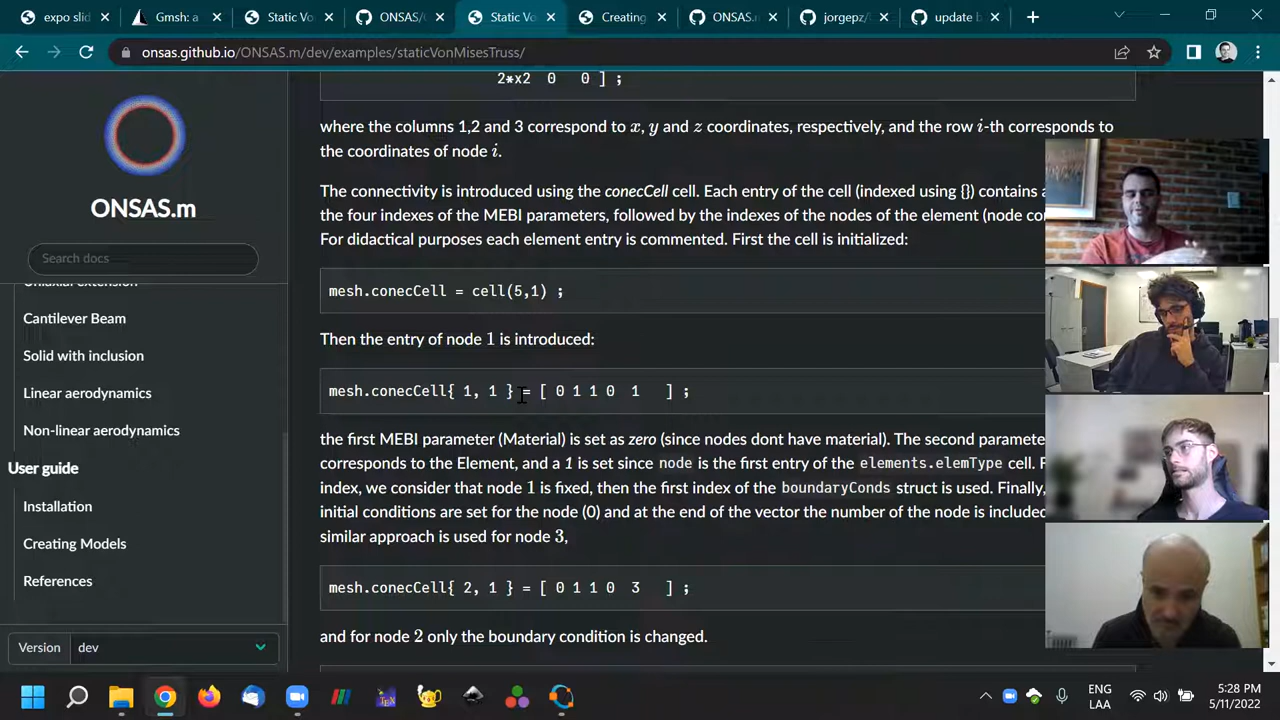 expo slid
Gmsh: a
Static Vo
ONSAS/O
Static Vo
Creating
ONSAS.m
jorgepz/
update b
onsas.github.io/ONSAS.m/dev/examples/staticVonMisesTruss/
ONSAS.m
Search docs
Uniaxial extension
Cantilever Beam
Solid with inclusion
Linear aerodynamics
Non-linear aerodynamics
User guide
Installation
Creating Models
References
Version dev
2*x2 0 0 ] ;
where the columns 1,2 and 3 correspond to x, y and z coordinates, respectively, and the row i-th corresponds to
the coordinates of node i.
The connectivity is introduced using the conecCell cell. Each entry of the cell (indexed using {}) contains a
the four indexes of the MEBI parameters, followed by the indexes of the nodes of the element (node con
For didactical purposes each element entry is commented. First the cell is initialized:
mesh.conecCell = cell(5,1) ;
Then the entry of node 1 is introduced:
mesh.conecCell{ 1, 1 } = [ 0 1 1 0 1 ] ;
the first MEBI parameter (Material) is set as zero (since nodes dont have material). The second paramete
corresponds to the Element, and a 1 is set since node is the first entry of the elements.elemType cell. F
index, we consider that node 1 is fixed, then the first index of the boundaryConds struct is used. Finally,
initial conditions are set for the node (0) and at the end of the vector the number of the node is included
similar approach is used for node 3,
mesh.conecCell{ 2, 1 } = [ 0 1 1 0 3 ] ;
and for node 2 only the boundary condition is changed.
ENG
LAA
5:28 PM
5/11/2022